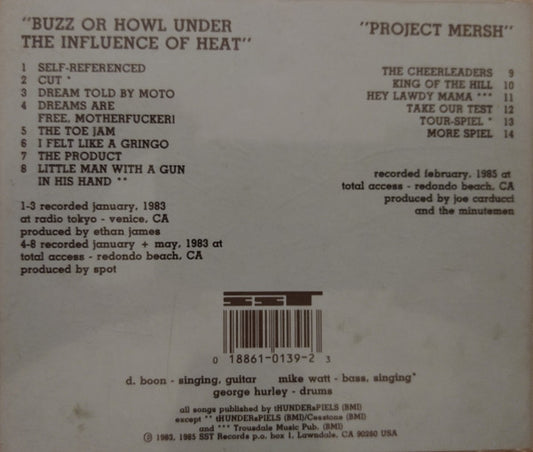 "BUZZ OR HOWL UNDER
THE INFLUENCE OF HEAT"
1 SELF-REFERENCED
2 CUT *
3 DREAM TOLD BY MOTO
4 DREAMS ARE
FREE, MOTHERFUCKER!
5 THE TOE JAM
6 I FELT LIKE A GRINGO
7 THE PRODUCT
8 LITTLE MAN WITH A GUN
IN HIS HAND **
1-3 recorded january, 1983
at radio tokyo - venice, CA
produced by ethan james
4-8 recorded january + may, 1983 at
total access - redondo beach, CA
produced by spot
"PROJECT MERSH"
THE CHEERLEADERS 9
KING OF THE HILL 10
HEY LAWDY MAMA *** 11
TAKE OUR TEST 12
TOUR-SPIEL * 13
MORE SPIEL 14
recorded february, 1985 at
total access - redondo beach, CA
produced by joe carducci
and the minutemen
SST
0 18861-0139-2 3
d. boon - singing, guitar mike watt - bass, singing*
george hurley - drums
all songs published by tHUNDERsPIELS (BMI)
except ** tHUNDERsPIELS (BMI)/Cesstone (BMI)
and *** Trousdale Music Pub. (BMI)
© 1983, 1985 SST Records p.o. box 1, Lawndale, CA 90260 USA